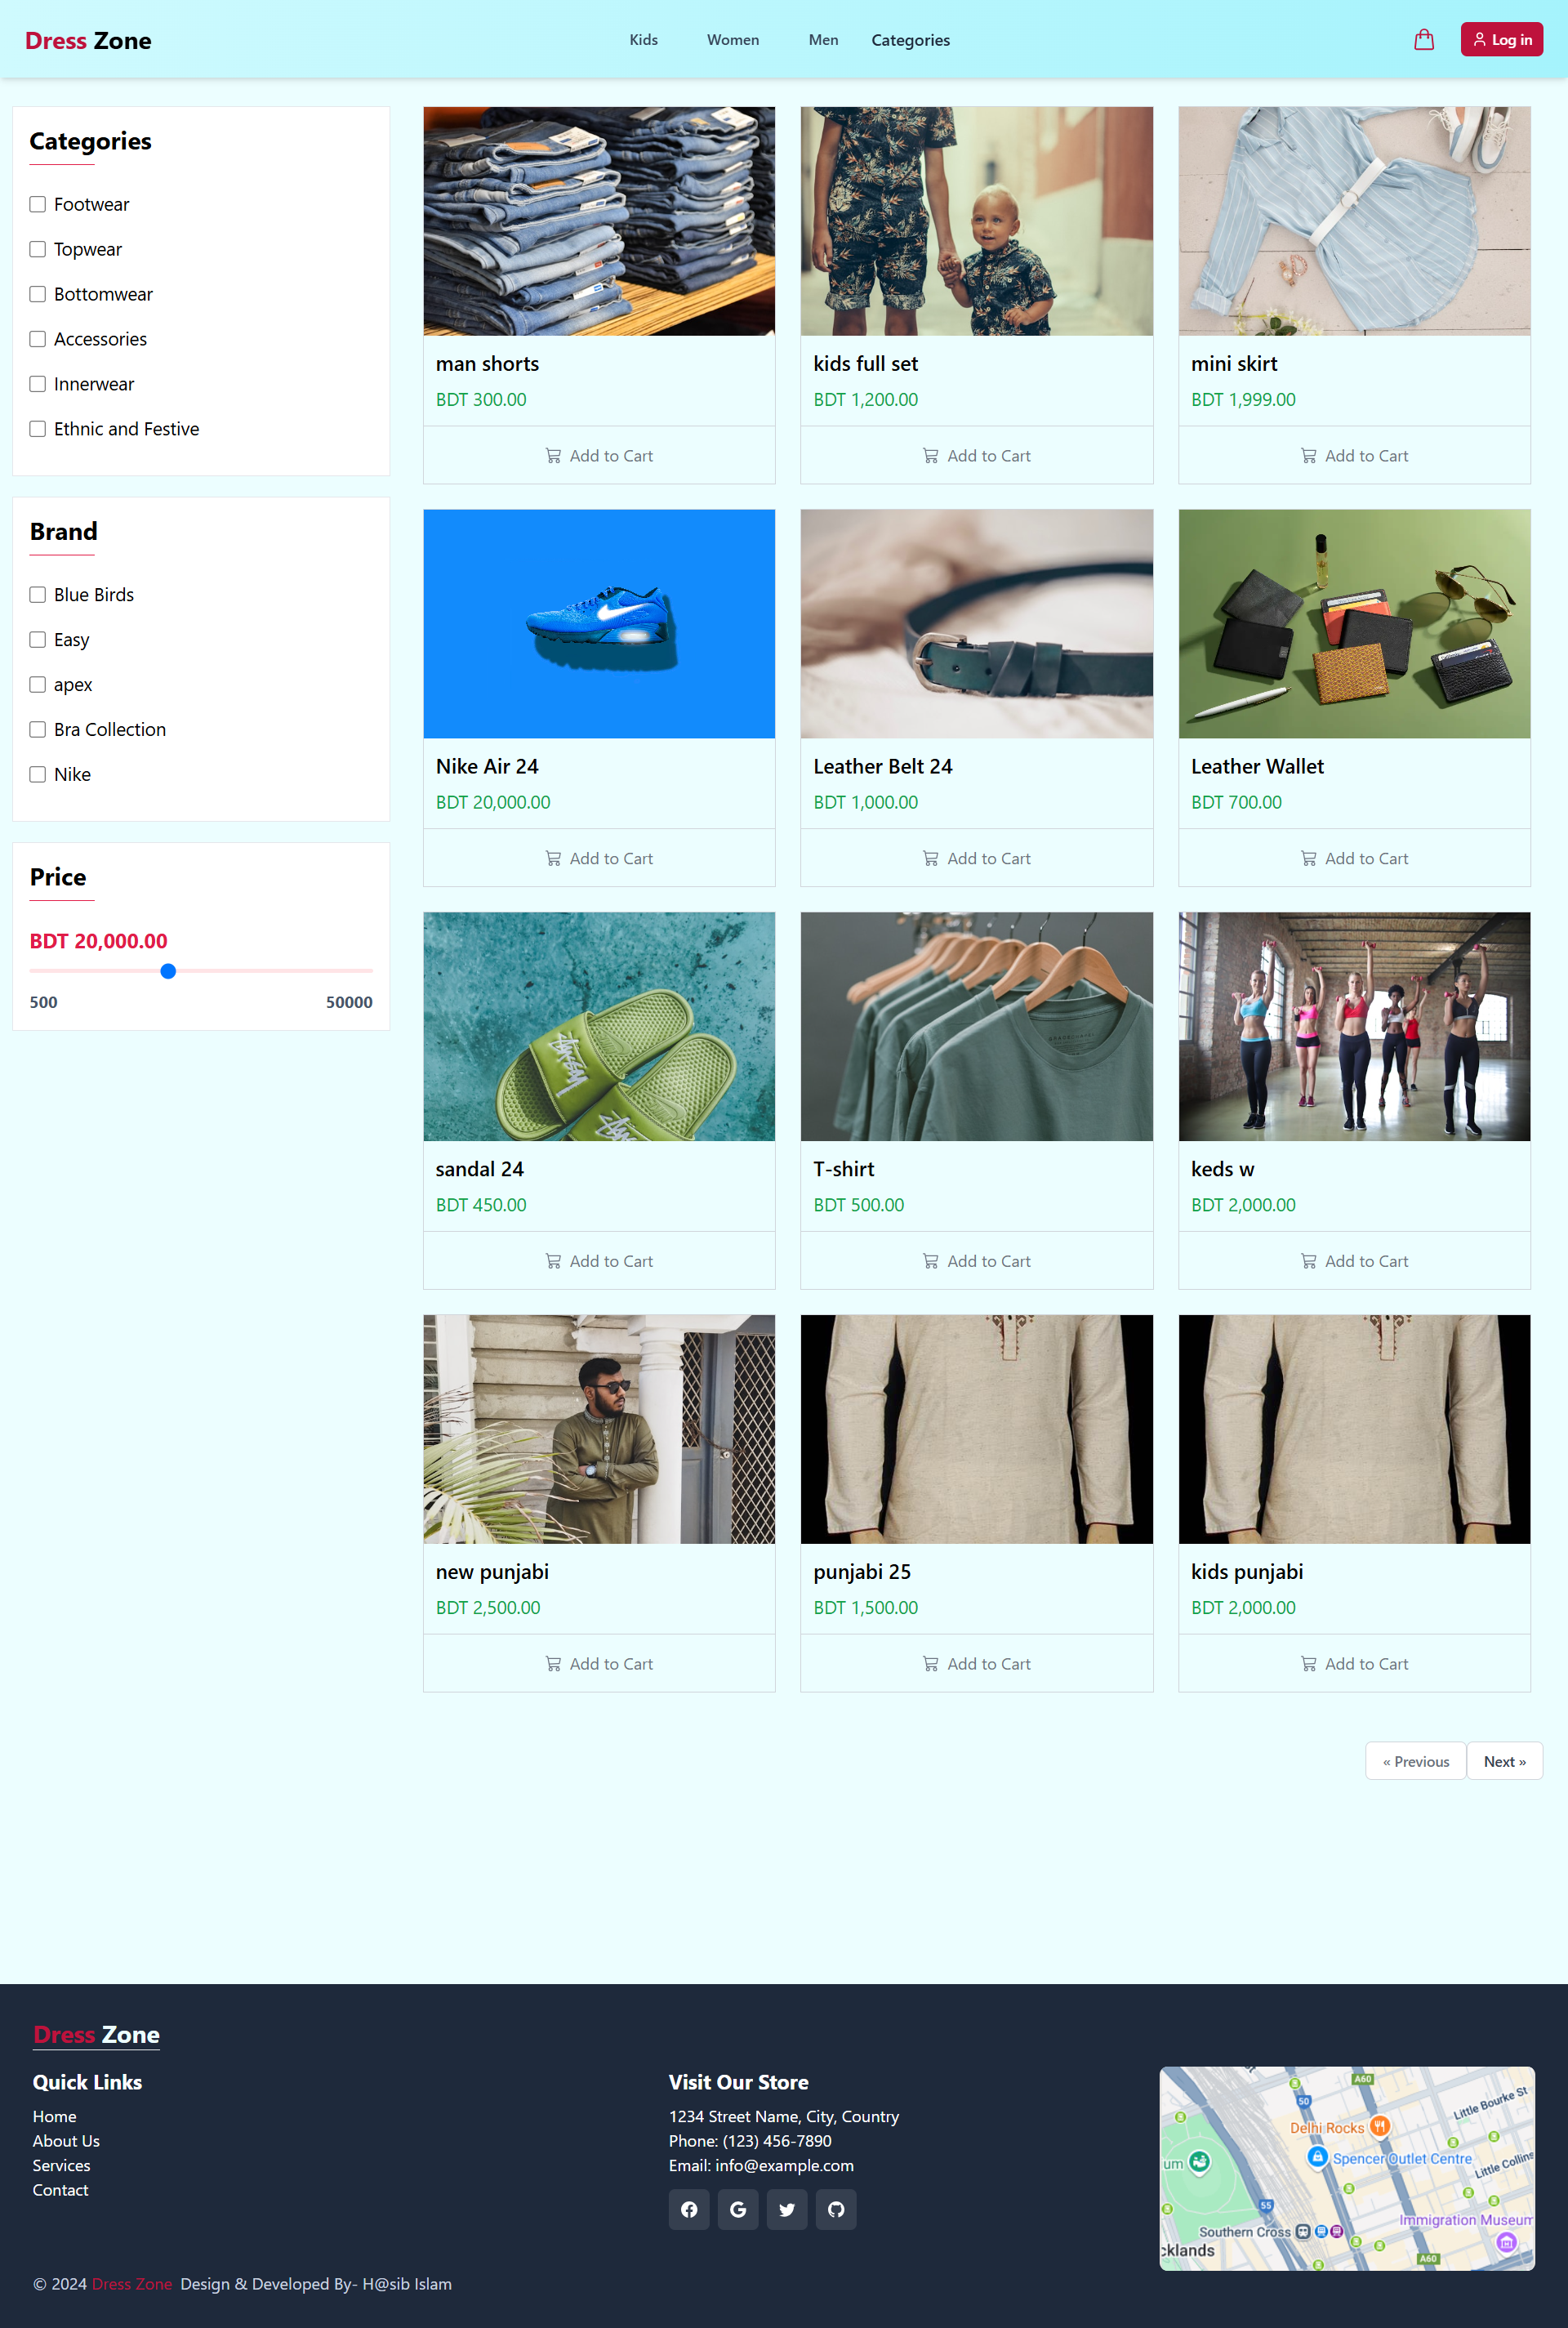 Dress Zone
Kids Women Men Categories
Log in
Categories
Footwear
Topwear
Bottomwear
Accessories
Innerwear
Ethnic and Festive
Brand
Blue Birds
Easy
apex
Bra Collection
Nike
Price
BDT 20,000.00
500 50000
man shorts
BDT 300.00
Add to Cart
kids full set
BDT 1,200.00
Add to Cart
mini skirt
BDT 1,999.00
Add to Cart
Nike Air 24
BDT 20,000.00
Add to Cart
Leather Belt 24
BDT 1,000.00
Add to Cart
Leather Wallet
BDT 700.00
Add to Cart
sandal 24
BDT 450.00
Add to Cart
T-shirt
BDT 500.00
Add to Cart
keds w
BDT 2,000.00
Add to Cart
new punjabi
BDT 2,500.00
Add to Cart
punjabi 25
BDT 1,500.00
Add to Cart
kids punjabi
BDT 2,000.00
Add to Cart
« Previous Next »
Dress Zone
Quick Links
Home
About Us
Services
Contact
Visit Our Store
1234 Street Name, City, Country
Phone: (123) 456-7890
Email: info@example.com
A60
50
Little Bourke St
Delhi Rocks
Spencer Outlet Centre
um
Little Collins
55
Immigration Museum
Southern Cross
cklands
A60
© 2024 Dress Zone Design & Developed By- H@sib Islam